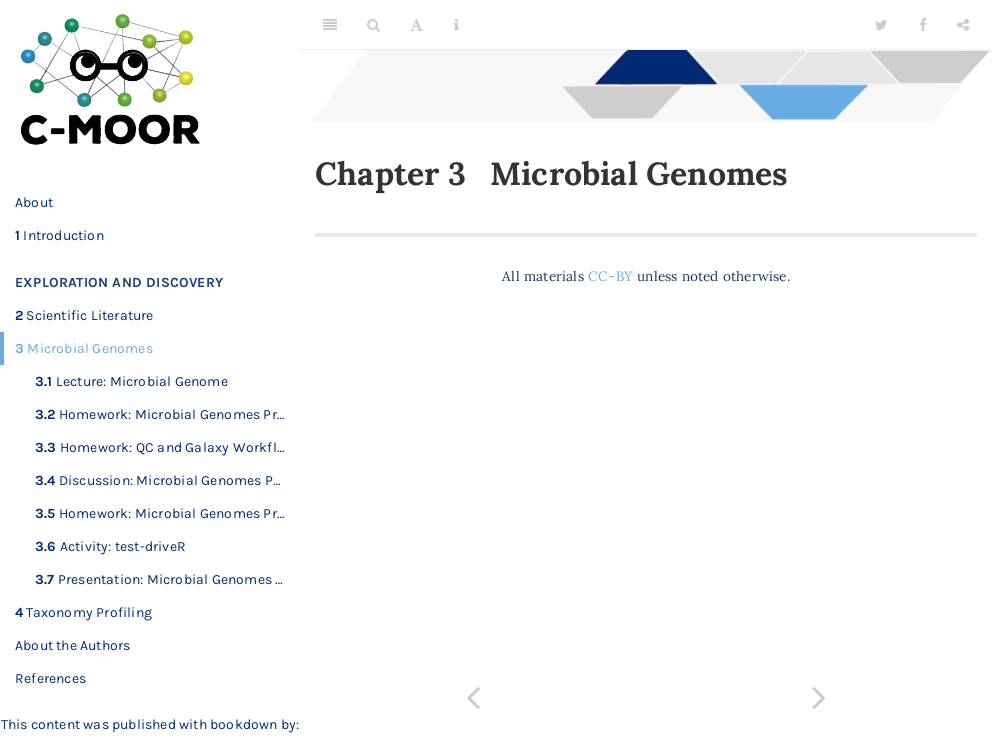 C-MOOR
About
1 Introduction
EXPLORATION AND DISCOVERY
2 Scientific Literature
3 Microbial Genomes
3.1 Lecture: Microbial Genome
3.2 Homework: Microbial Genomes Pr…
3.3 Homework: QC and Galaxy Workfl…
3.4 Discussion: Microbial Genomes P…
3.5 Homework: Microbial Genomes Pr…
3.6 Activity: test-driveR
3.7 Presentation: Microbial Genomes …
4 Taxonomy Profiling
About the Authors
References
This content was published with bookdown by:
A
Chapter 3 Microbial Genomes
All materials CC-BY unless noted otherwise.